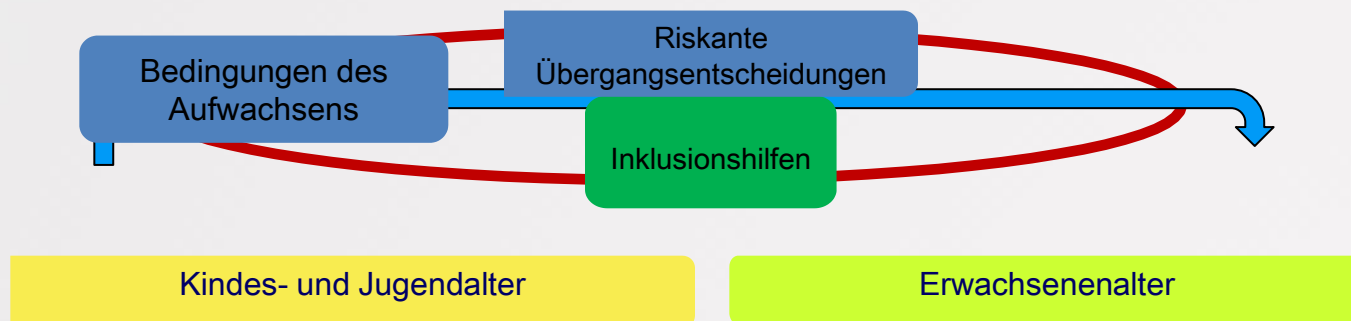 Bedingungen des
Aufwachsens
Riskante
Übergangsentscheidungen
Inklusionshilfen
Kindes- und Jugendalter
Erwachsenenalter